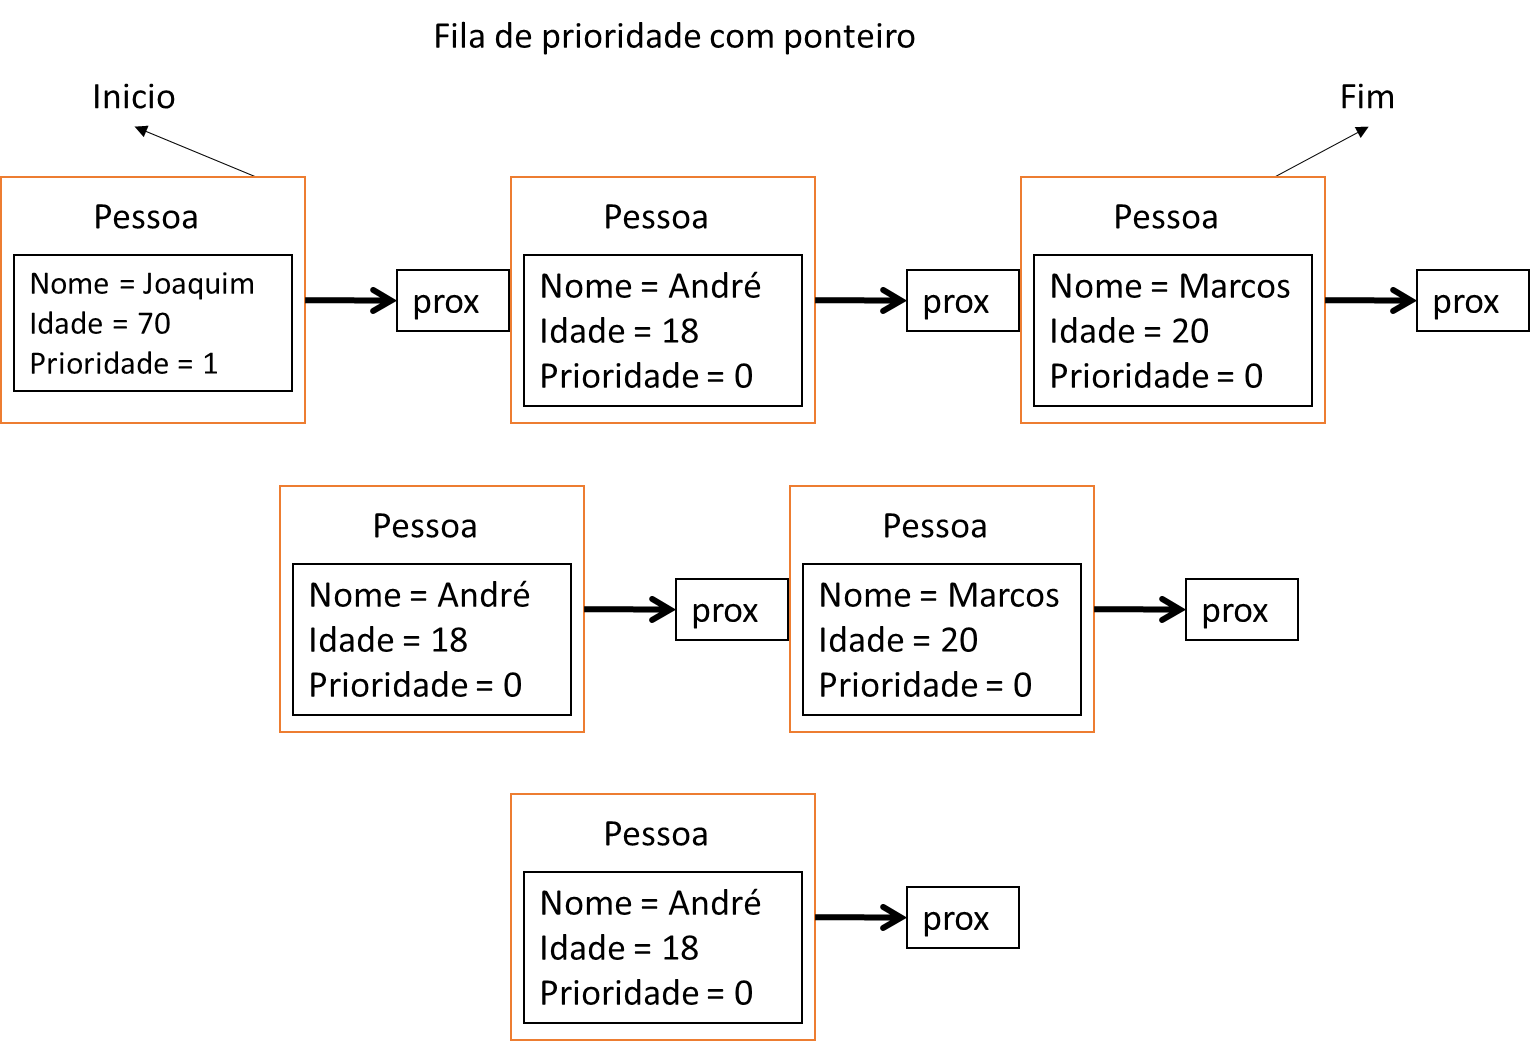 Fila de prioridade com ponteiro
Inicio
Fim
Pessoa
Nome = Joaquim
Idade = 70
Prioridade = 1
prox
Pessoa
Nome = André
Idade = 18
Prioridade = 0
prox
Pessoa
Nome = Marcos
Idade = 20
Prioridade = 0
prox
Pessoa
Nome = André
Idade = 18
Prioridade = 0
prox
Pessoa
Nome = Marcos
Idade = 20
Prioridade = 0
prox
Pessoa
Nome = André
Idade = 18
Prioridade = 0
prox